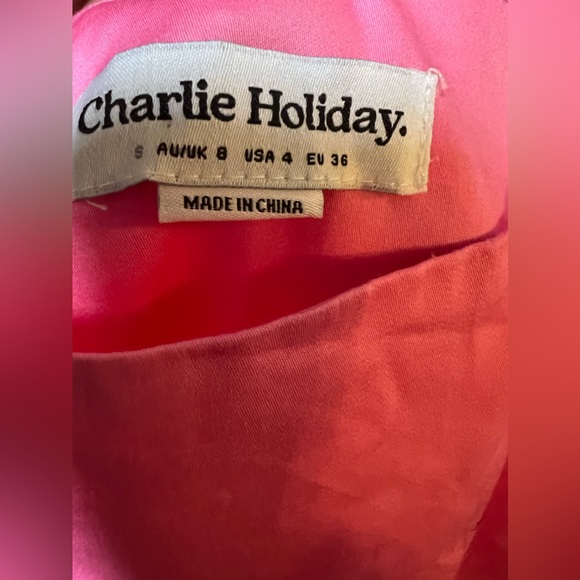 Charlie Holiday.
S AU/UK 8 USA 4 EU 36
MADE IN CHINA